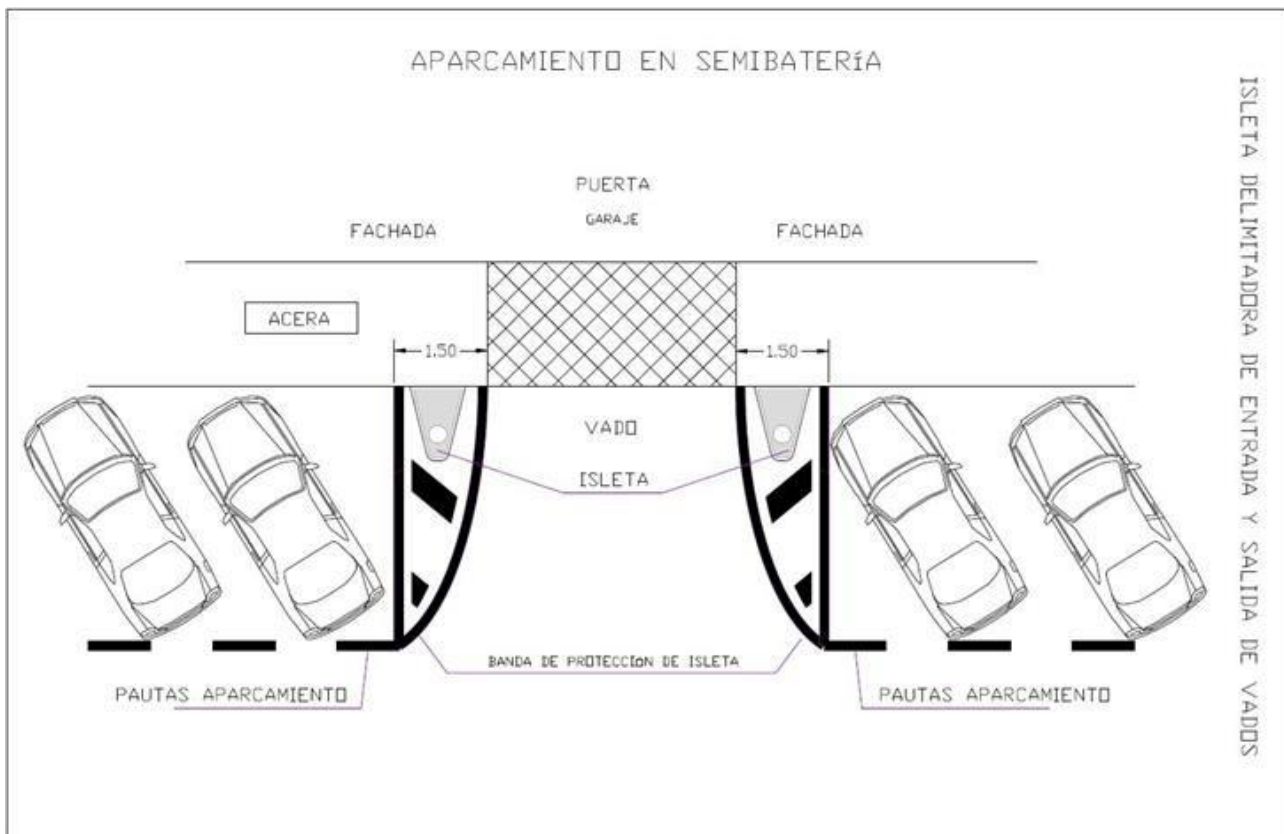 APARCAMIENTO EN SEMIBATERíA
PUERTA
GARAJE
FACHADA
FACHADA
ACERA
1.50
1.50
VADO
ISLETA
BANDA DE PROTECCIóN DE ISLETA
PAUTAS APARCAMIENTO
PAUTAS APARCAMIENTO
ISLETA DELIMITADORA DE ENTRADA Y SALIDA DE VADOS